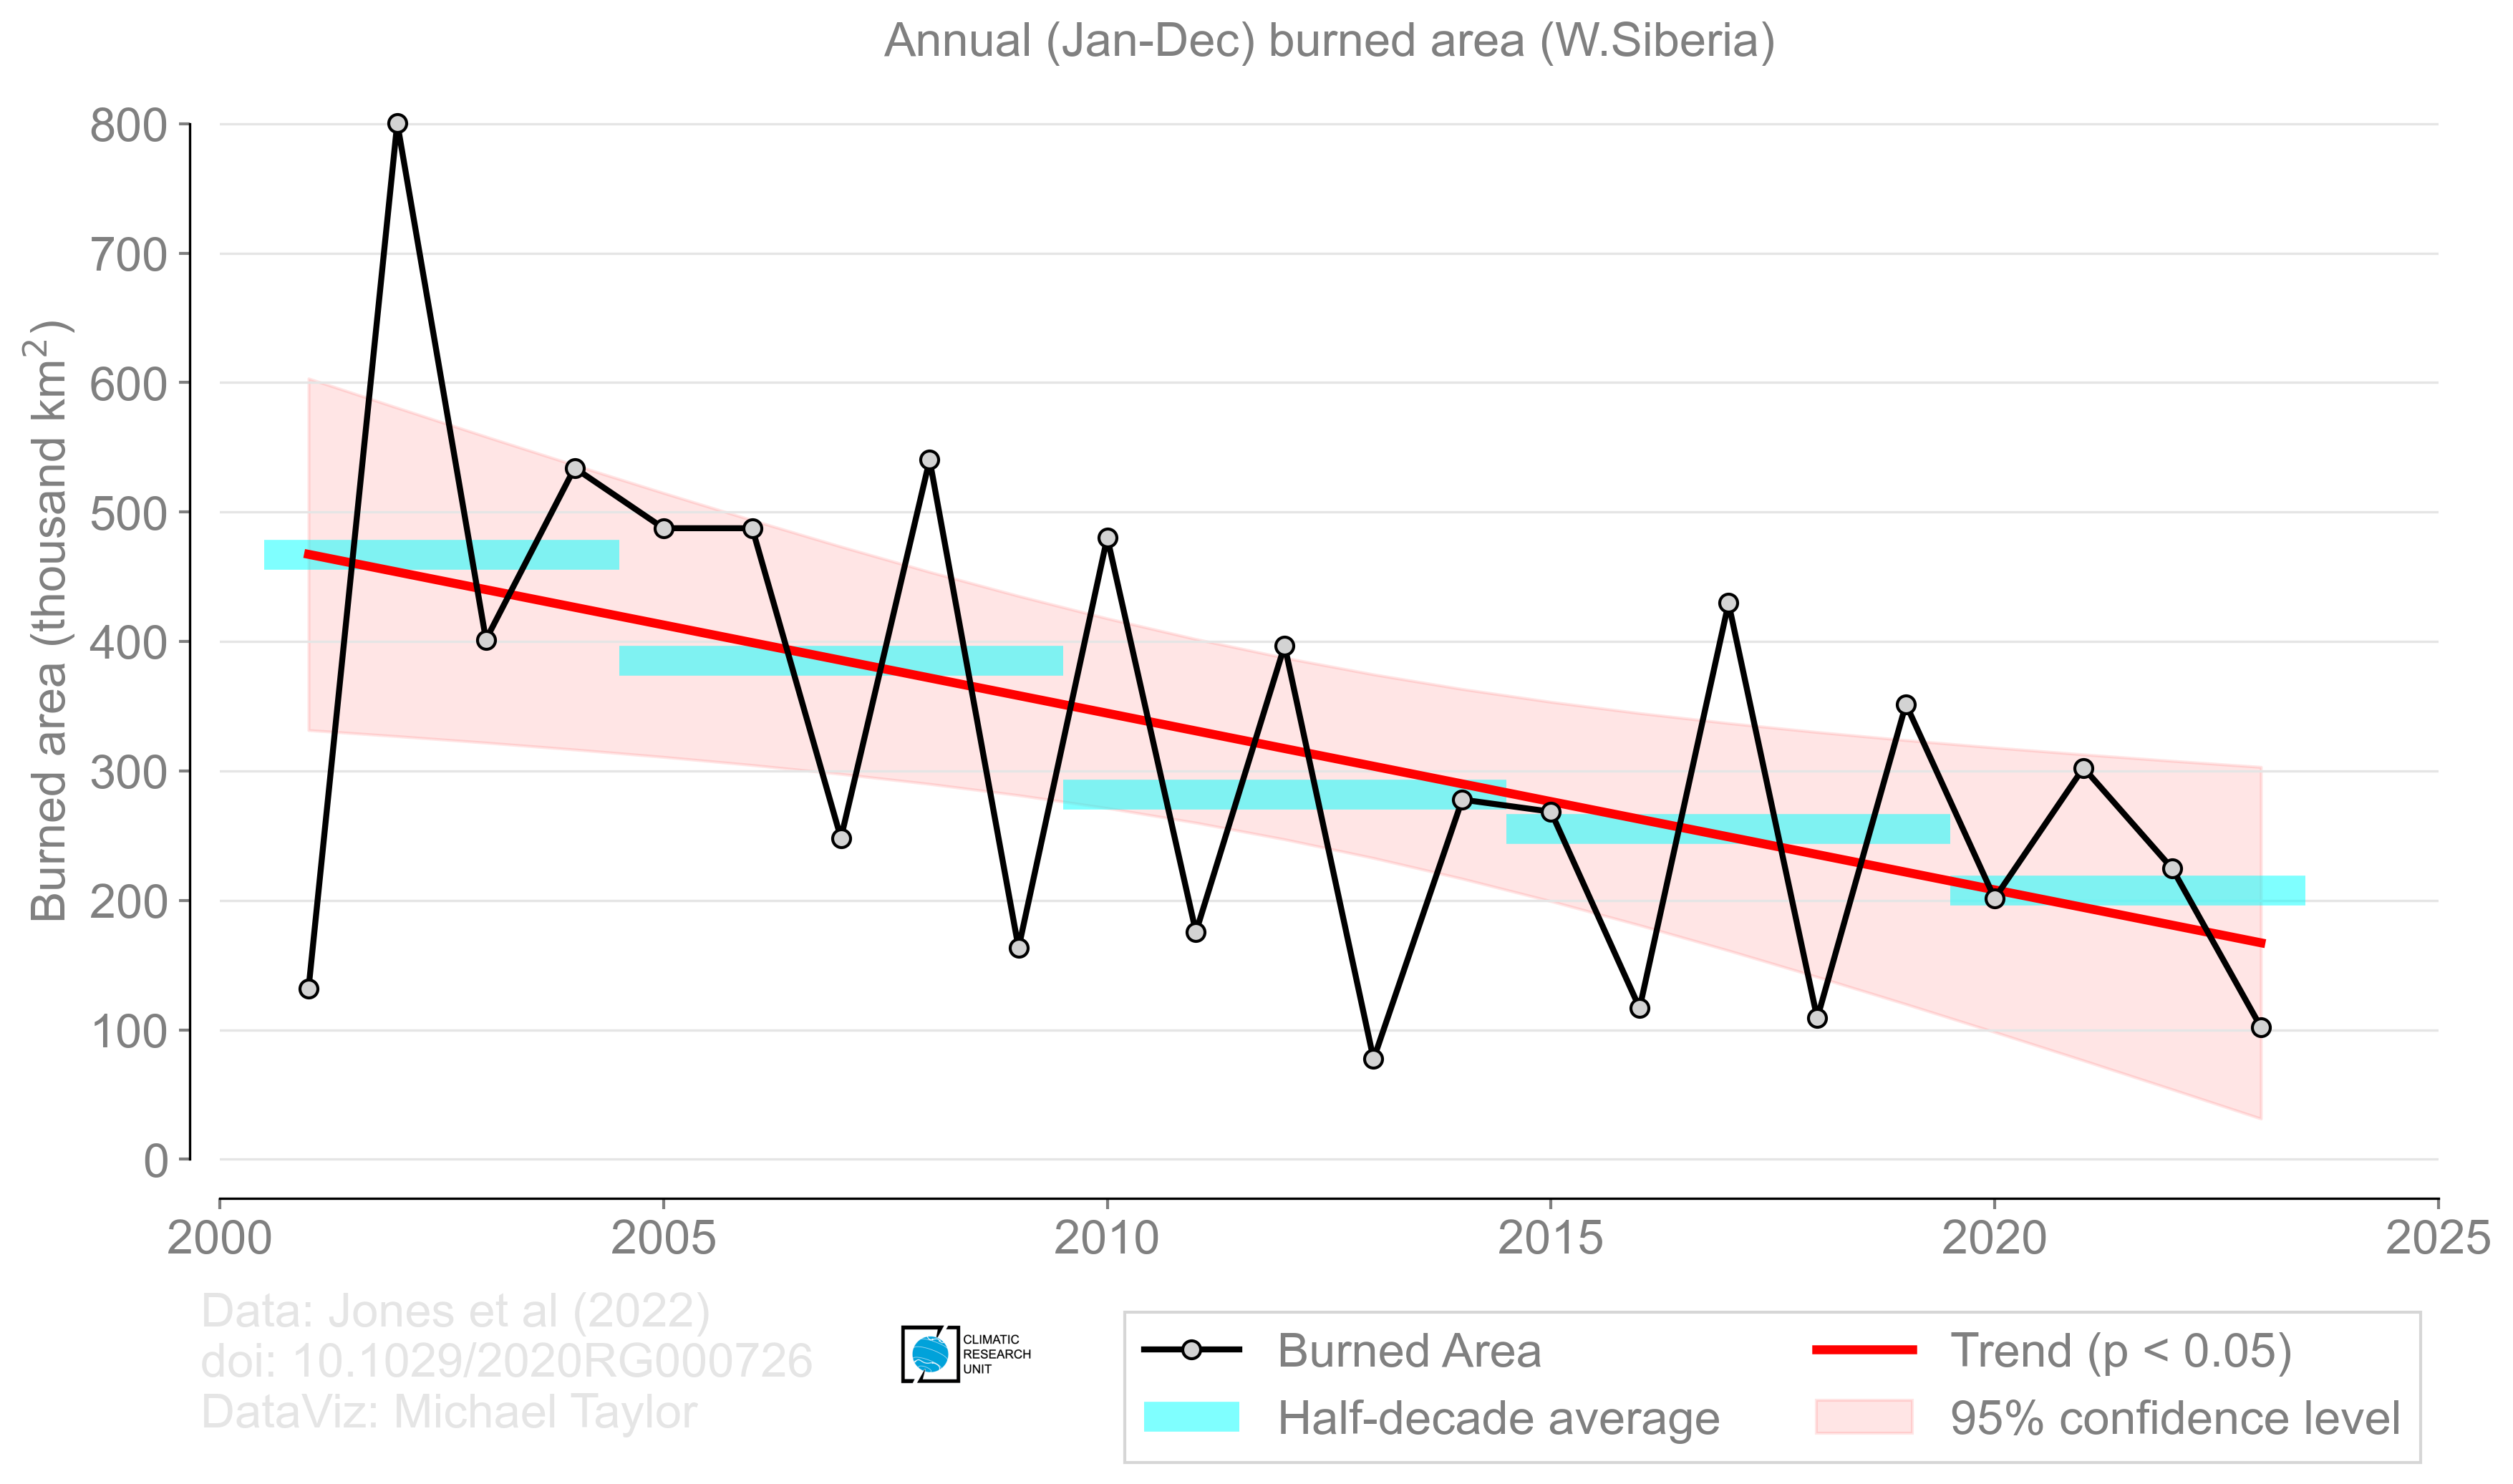 Annual (Jan-Dec) burned area (W.Siberia)
Burned area (thousand km²)
800
700
600
500
400
300
200
100
0
2000 2005 2010 2015 2020 2025
Data: Jones et al (2022)
doi: 10.1029/2020RG000726
DataViz: Michael Taylor
CLIMATIC
RESEARCH
UNIT
Burned Area
Half-decade average
Trend (p < 0.05)
95% confidence level